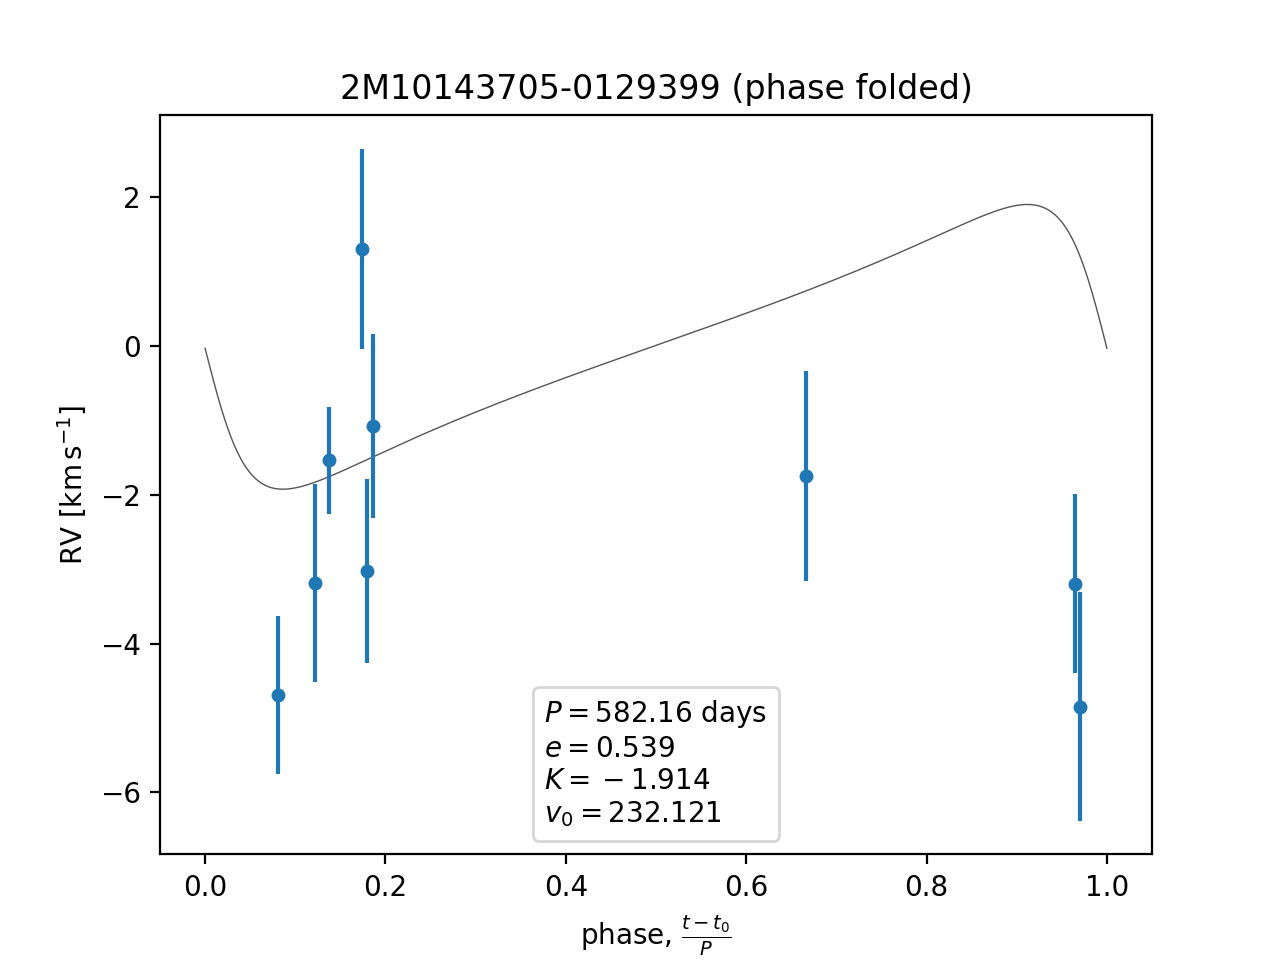 2M10143705-0129399 (phase folded)
2
0
−2
−4
−6
RV [km s⁻¹]
P = 582.16 days
e = 0.539
K = −1.914
v₀ = 232.121
0.0 0.2 0.4 0.6 0.8 1.0
phase, (t − t₀)/P